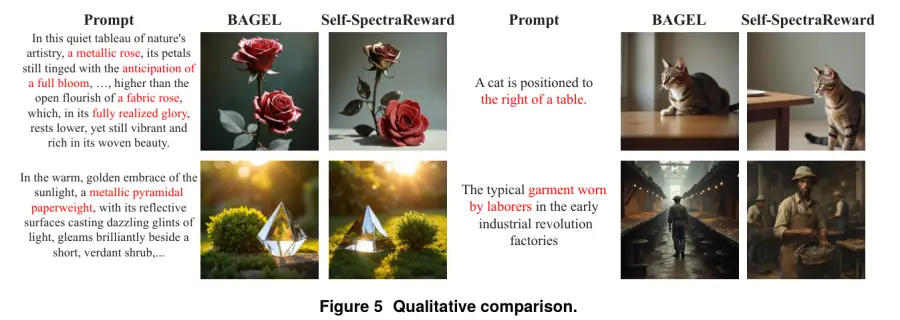 Prompt BAGEL Self-SpectraReward Prompt BAGEL Self-SpectraReward
In this quiet tableau of nature's
artistry, a metallic rose, its petals
still tinged with the anticipation of
a full bloom, …, higher than the
open flourish of a fabric rose,
which, in its fully realized glory,
rests lower, yet still vibrant and
rich in its woven beauty.
A cat is positioned to
the right of a table.
In the warm, golden embrace of the
sunlight, a metallic pyramidal
paperweight, with its reflective
surfaces casting dazzling glints of
light, gleams brilliantly beside a
short, verdant shrub,...
The typical garment worn
by laborers in the early
industrial revolution
factories
Figure 5 Qualitative comparison.